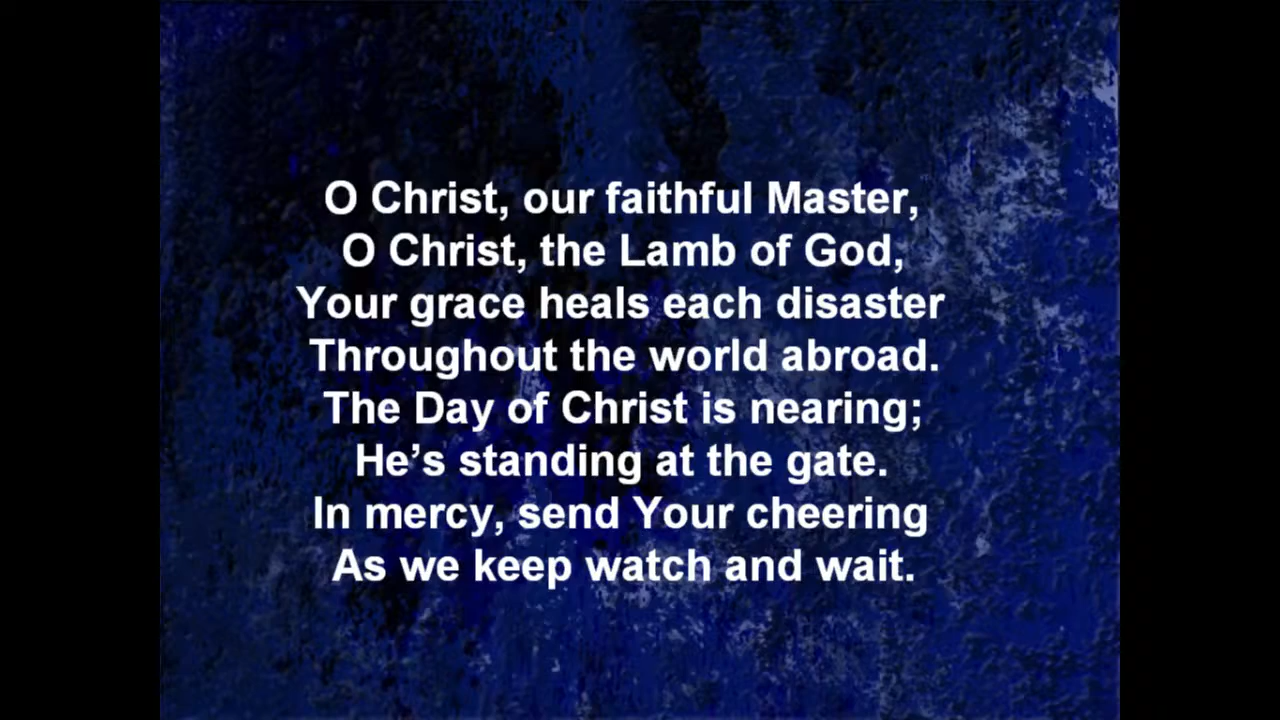 O Christ, our faithful Master,
O Christ, the Lamb of God,
Your grace heals each disaster
Throughout the world abroad.
The Day of Christ is nearing;
He’s standing at the gate.
In mercy, send Your cheering
As we keep watch and wait.